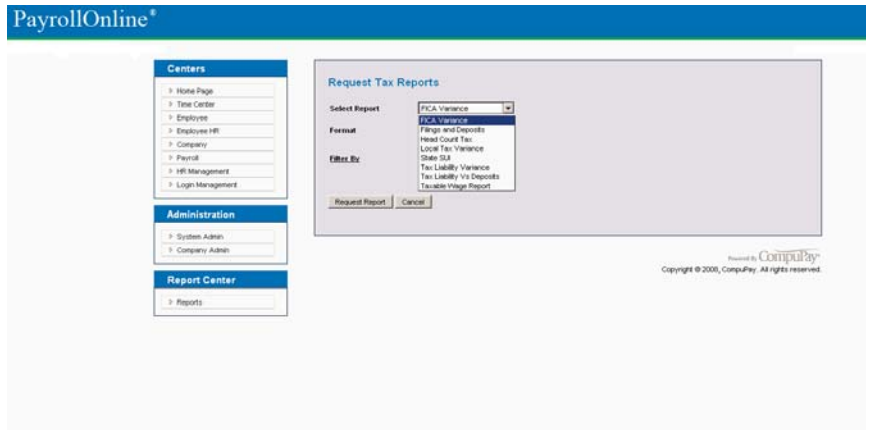 PayrollOnline®
Centers
Home Page
Time Center
Employee
Employee HR
Company
Payroll
HR Management
Login Management
Administration
System Admin
Company Admin
Report Center
Reports
Request Tax Reports
Select Report FICA Variance
FICA Variance
Format Filings and Deposits
Head Count Tax
Local Tax Variance
Filter By State SUI
Tax Liability Variance
Tax Liability Vs Deposits
Taxable Wage Report
Request Report Cancel
Powered By CompuPay
Copyright © 2008, CompuPay. All rights reserved.